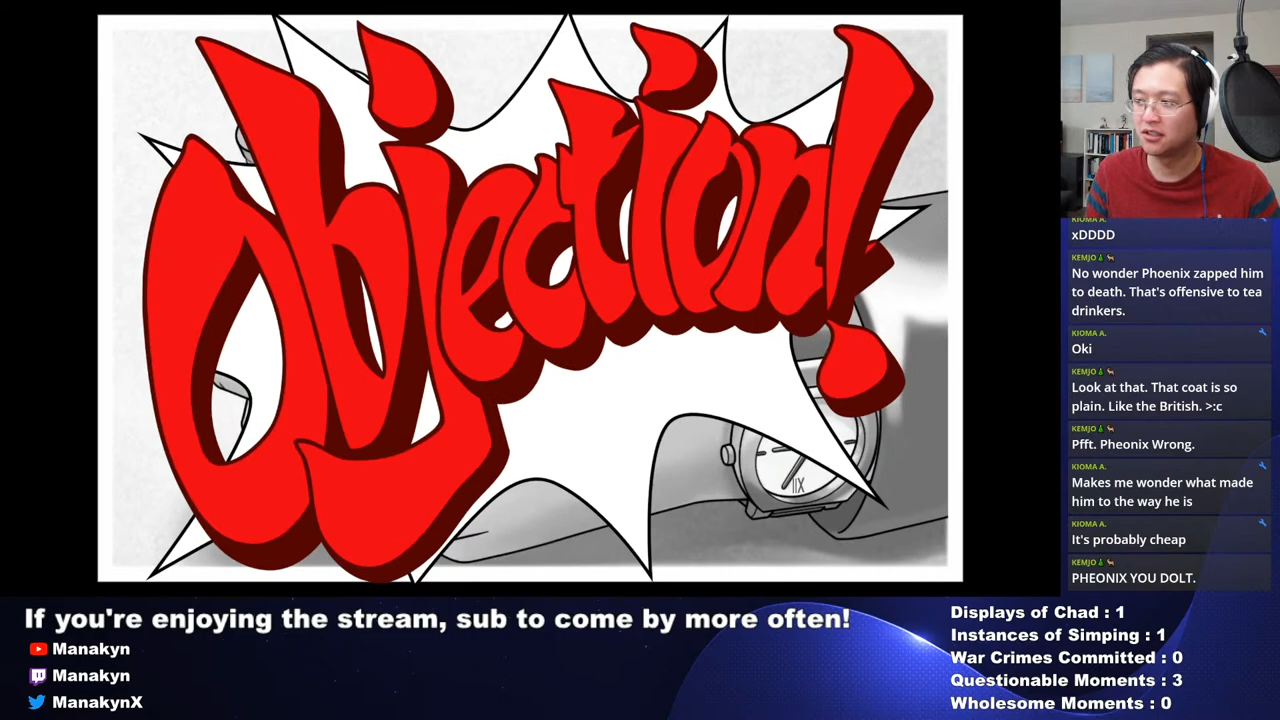 Objection!
KIOMA A.
xDDDD
KEMJO
No wonder Phoenix zapped him
to death. That's offensive to tea
drinkers.
KIOMA A.
Oki
KEMJO
Look at that. That coat is so
plain. Like the British. >:c
KEMJO
Pfft. Pheonix Wrong.
KIOMA A.
Makes me wonder what made
him to the way he is
KIOMA A.
It's probably cheap
KEMJO
PHEONIX YOU DOLT.
If you're enjoying the stream, sub to come by more often!
Manakyn
Manakyn
ManakynX
Displays of Chad : 1
Instances of Simping : 1
War Crimes Committed : 0
Questionable Moments : 3
Wholesome Moments : 0